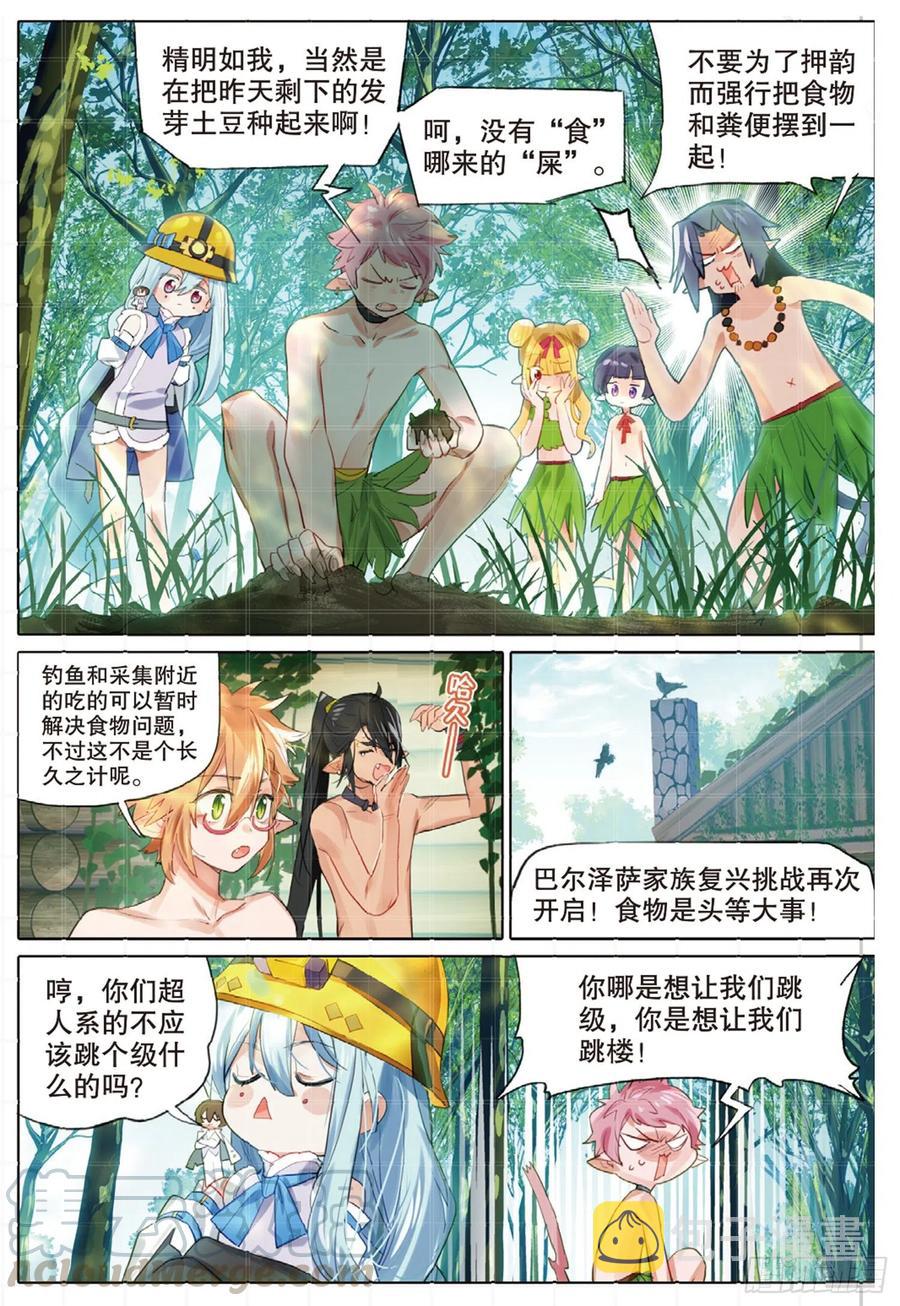 精明如我，当然是
在把昨天剩下的发
芽土豆种起来啊！
呵，没有“食”
哪来的“屎”。
不要为了押韵
而强行把食物
和粪便摆到一
起！
钓鱼和采集附近
的吃的可以暂时
解决食物问题，
不过这不是个长
久之计呢。
哈欠
巴尔泽萨家族复兴挑战再次
开启！食物是头等大事！
哼，你们超
人系的不应
该跳个级什
么的吗？
你哪是想让我们跳
级，你是想让我们
跳楼！
包子漫畫
aCloudmerge.com